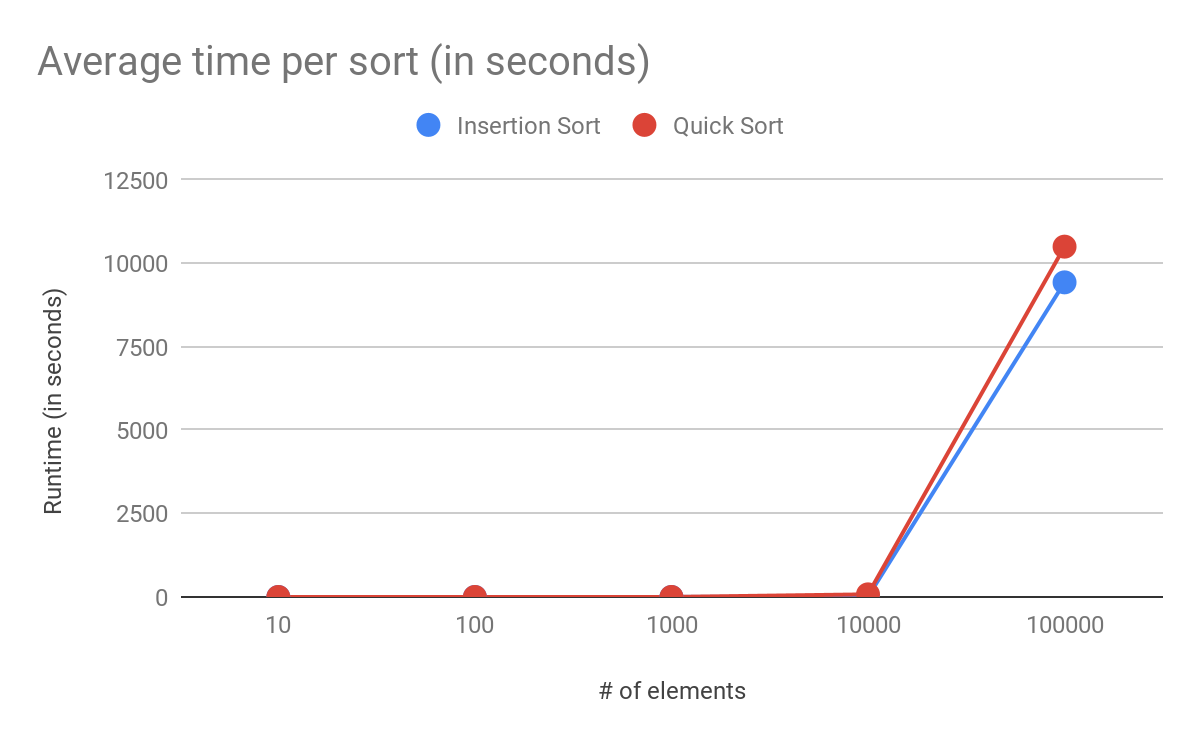 Average time per sort (in seconds)
Insertion Sort Quick Sort
12500
10000
7500
5000
2500
0
Runtime (in seconds)
10 100 1000 10000 100000
# of elements